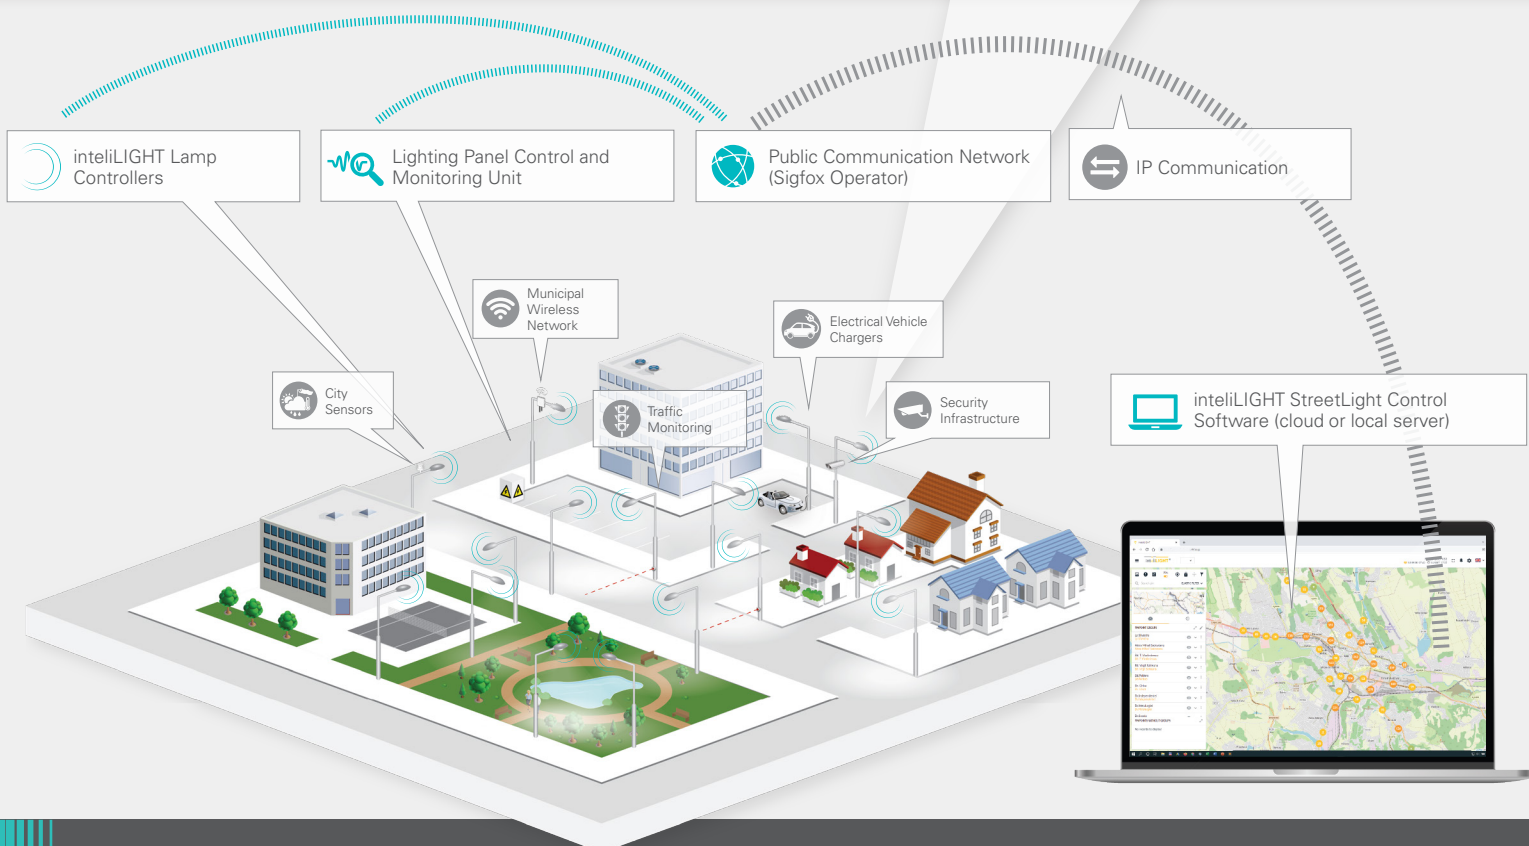 inteliLIGHT Lamp
Controllers
Lighting Panel Control and
Monitoring Unit
Public Communication Network
(Sigfox Operator)
IP Communication
Municipal
Wireless
Network
Electrical Vehicle
Chargers
City
Sensors
Traffic
Monitoring
Security
Infrastructure
inteliLIGHT StreetLight Control
Software (cloud or local server)